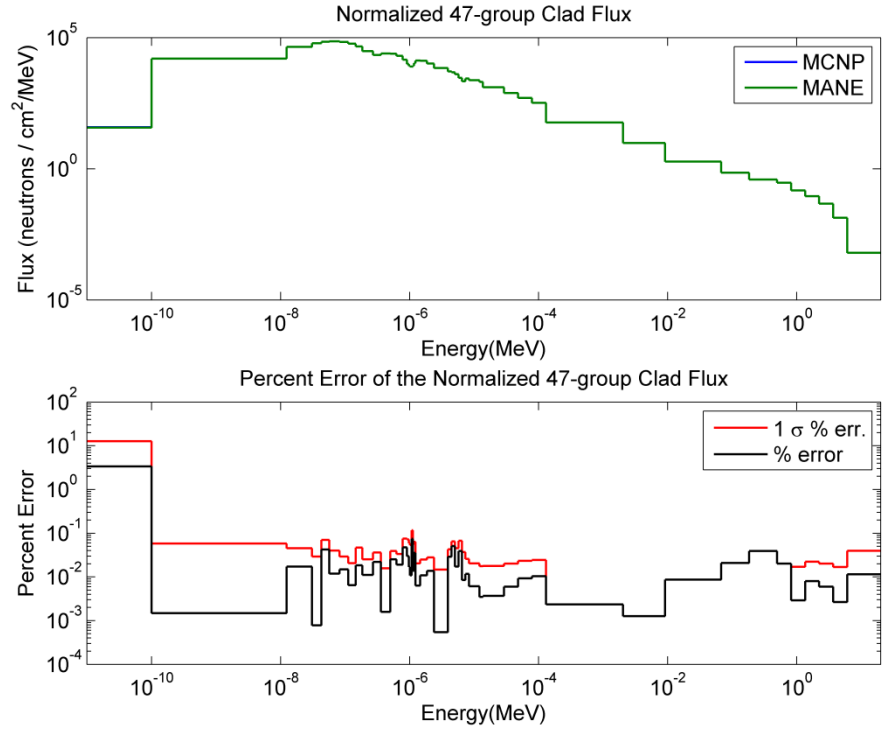 Normalized 47-group Clad Flux
10^5
10^0
10^-5
Flux (neutrons / cm^2/MeV)
MCNP
MANE
10^-10
10^-8
10^-6
10^-4
10^-2
10^0
Energy(MeV)
Percent Error of the Normalized 47-group Clad Flux
10^2
10^1
10^0
10^-1
10^-2
10^-3
10^-4
Percent Error
1 σ % err.
% error
10^-10
10^-8
10^-6
10^-4
10^-2
10^0
Energy(MeV)